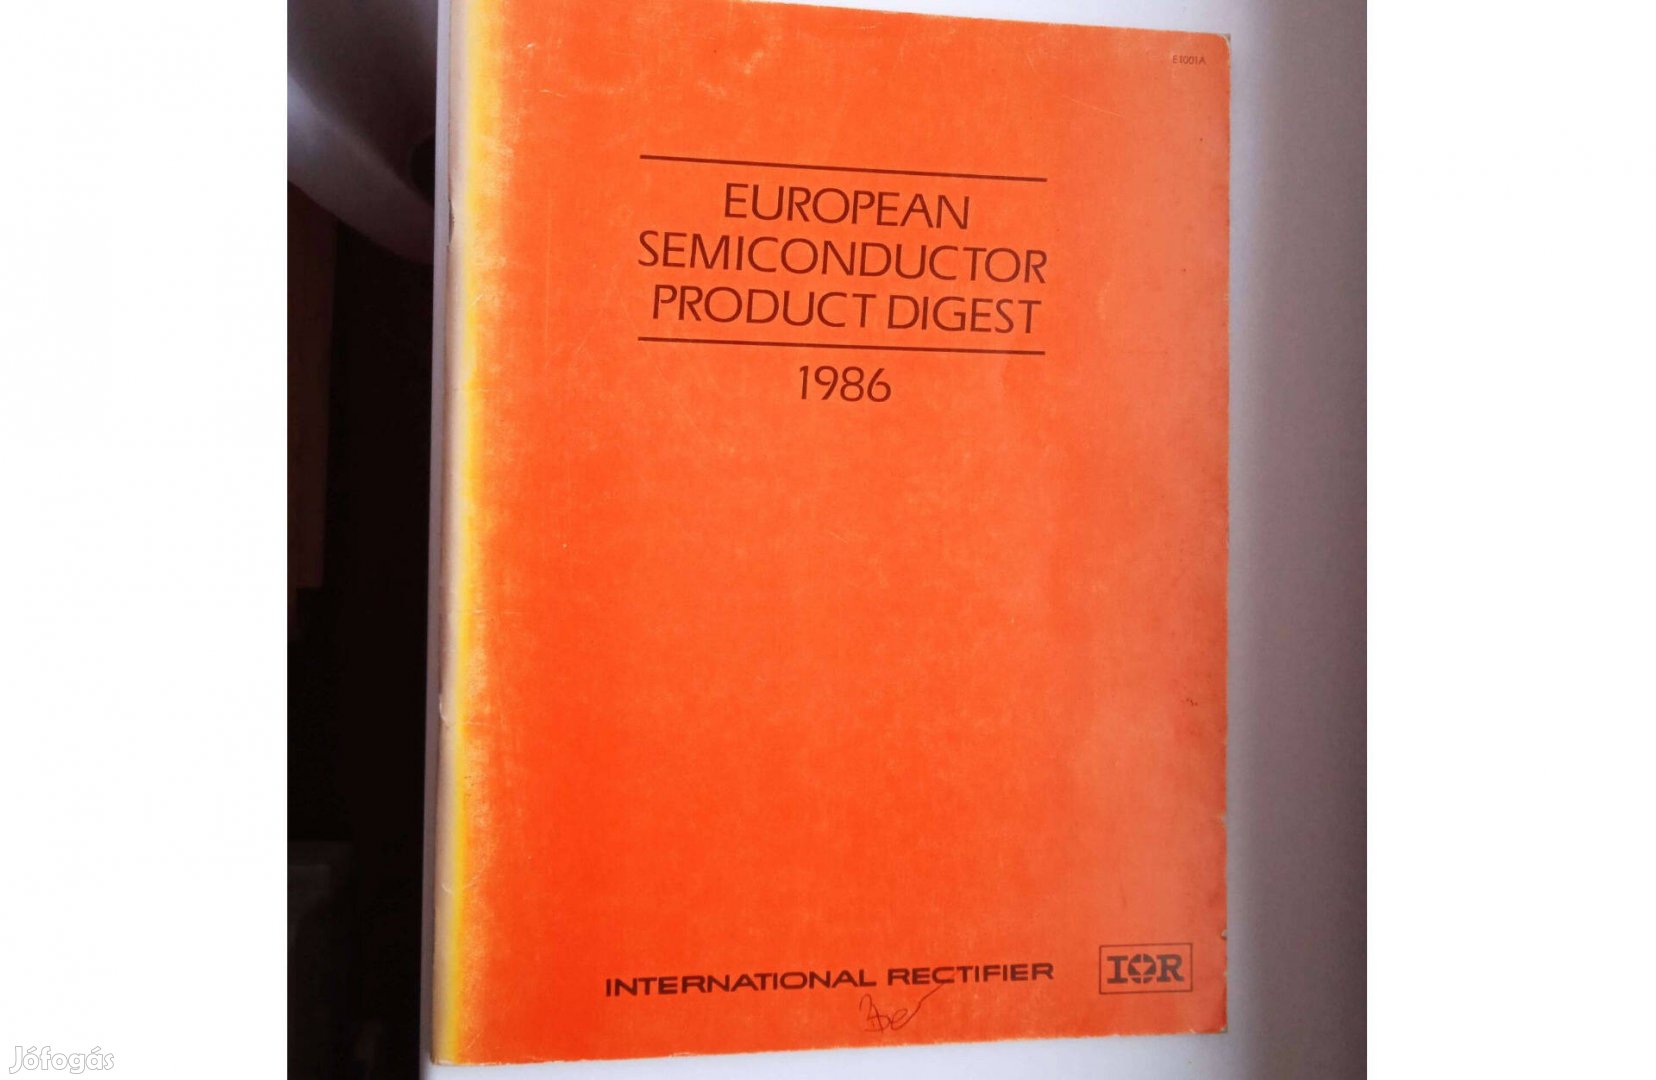 E1001A
EUROPEAN
SEMICONDUCTOR
PRODUCT DIGEST
1986
INTERNATIONAL RECTIFIER
IOR
Jófogás